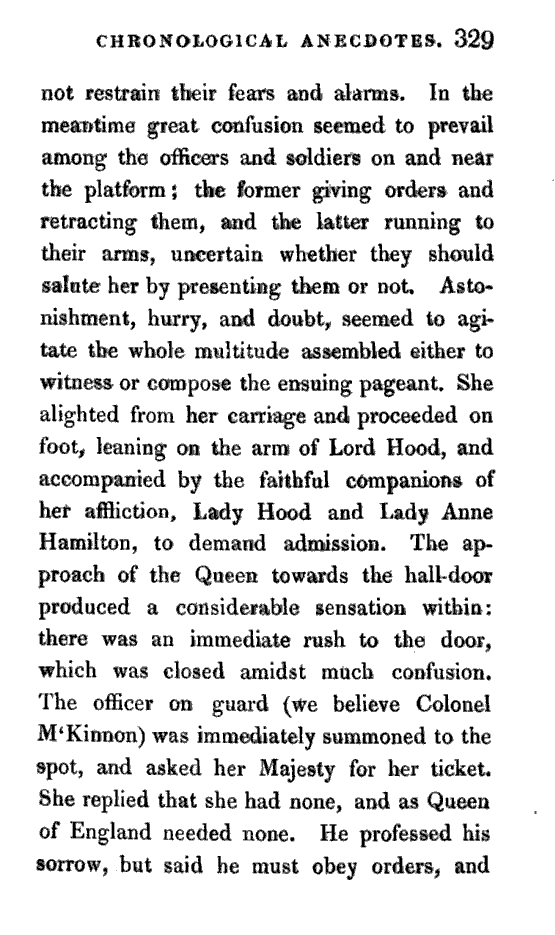 CHRONOLOGICAL ANECDOTES. 329
not restrain their fears and alarms. In the
meantime great confusion seemed to prevail
among the officers and soldiers on and near
the platform; the former giving orders and
retracting them, and the latter running to
their arms, uncertain whether they should
salute her by presenting them or not. Asto-
nishment, hurry, and doubt, seemed to agi-
tate the whole multitude assembled either to
witness or compose the ensuing pageant. She
alighted from her carriage and proceeded on
foot, leaning on the arm of Lord Hood, and
accompanied by the faithful companions of
her affliction, Lady Hood and Lady Anne
Hamilton, to demand admission. The ap-
proach of the Queen towards the hall-door
produced a considerable sensation within:
there was an immediate rush to the door,
which was closed amidst much confusion.
The officer on guard (we believe Colonel
M‘Kinnon) was immediately summoned to the
spot, and asked her Majesty for her ticket.
She replied that she had none, and as Queen
of England needed none. He professed his
sorrow, but said he must obey orders, and